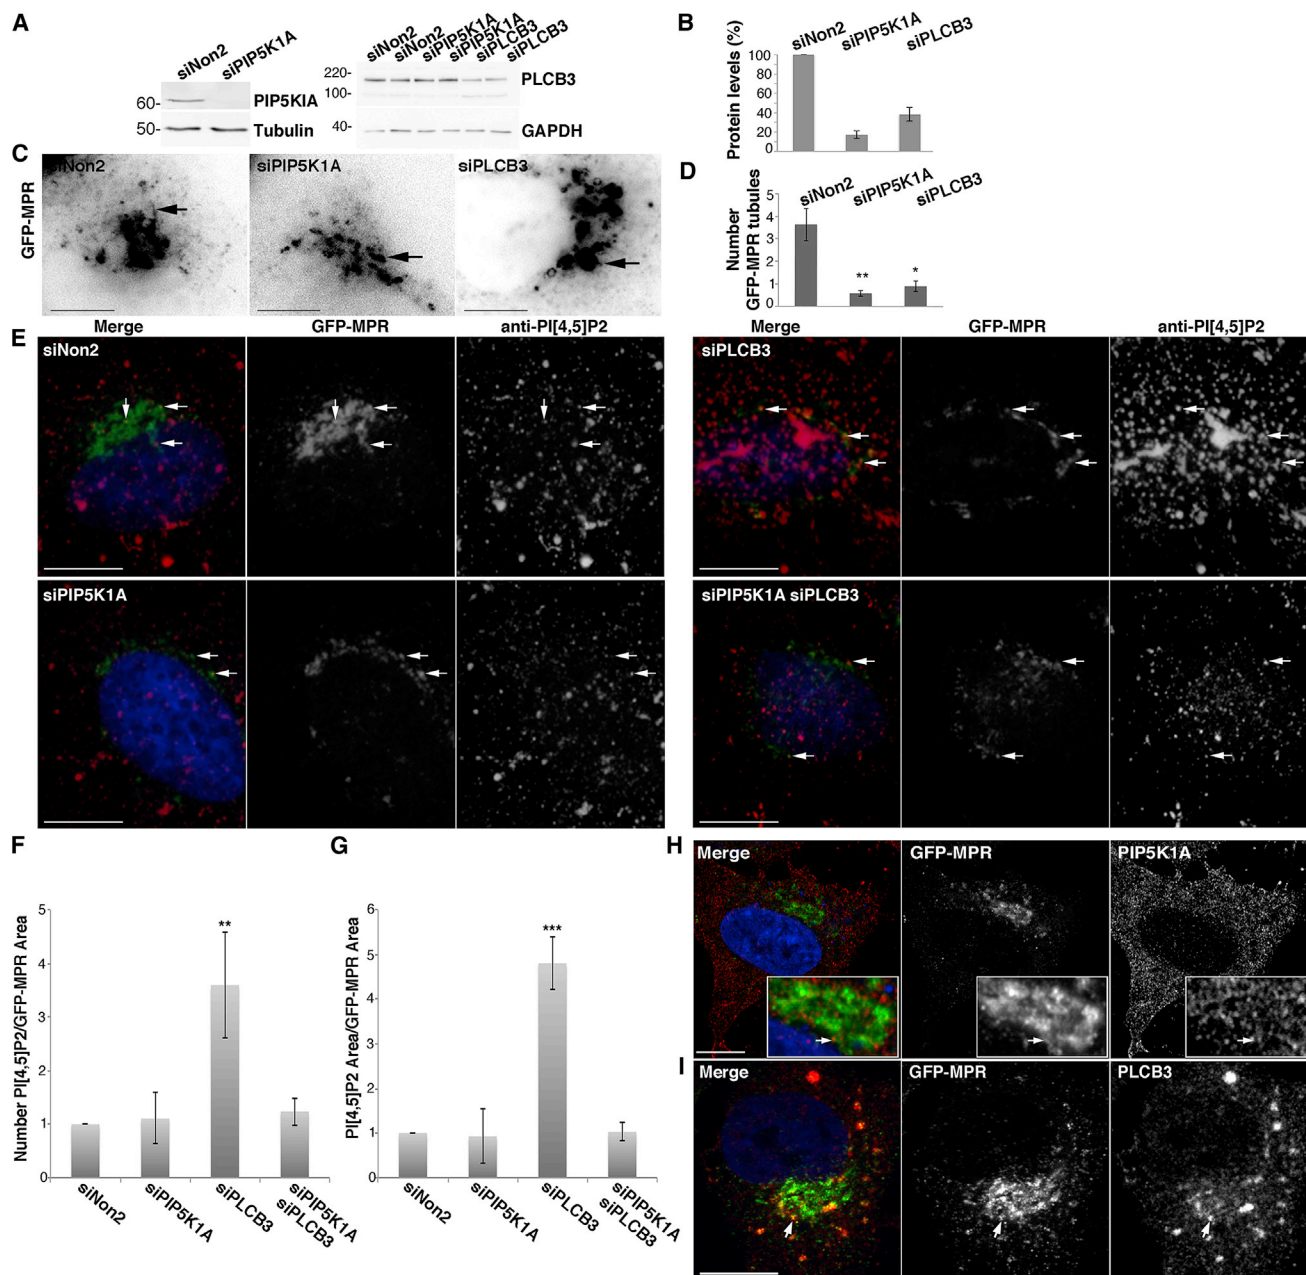 A
siNon2
siPIP5K1A
60-
PIP5KIA
50-
Tubulin
siNon2
siNon2
siPIP5K1A
siPIP5K1A
siPLCB3
siPLCB3
220-
100-
PLCB3
40-
GAPDH
B
siNon2
siPIP5K1A
siPLCB3
Protein levels (%)
100
80
60
40
20
0
C
GFP-MPR
siNon2
siPIP5K1A
siPLCB3
D
siNon2
siPIP5K1A
siPLCB3
Number
GFP-MPR tubules
5
4
3
2
1
0
**
*
E
Merge
GFP-MPR
anti-PI[4,5]P2
Merge
GFP-MPR
anti-PI[4,5]P2
siNon2
siPLCB3
siPIP5K1A
siPIP5K1A siPLCB3
F
Number PI[4,5]P2/GFP-MPR Area
5
4
3
2
1
0
**
siNon2
siPIP5K1A
siPLCB3
siPIP5K1A
siPLCB3
G
PI[4,5]P2 Area/GFP-MPR Area
6
5
4
3
2
1
0
***
siNon2
siPIP5K1A
siPLCB3
siPIP5K1A
siPLCB3
H
Merge
GFP-MPR
PIP5K1A
I
Merge
GFP-MPR
PLCB3